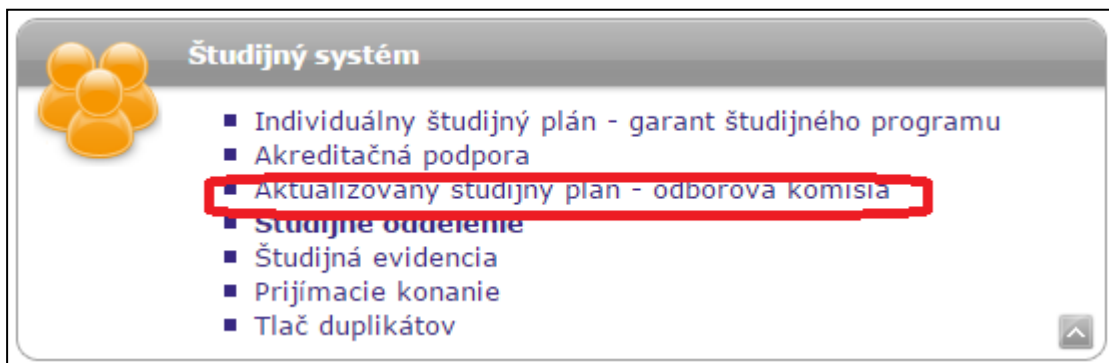 Študijný systém
Individuálny študijný plán - garant študijného programu
Akreditačná podpora
Aktualizovaný študijný plán - odborová komisia
Študijné oddelenie
Študijná evidencia
Prijímacie konanie
Tlač duplikátov